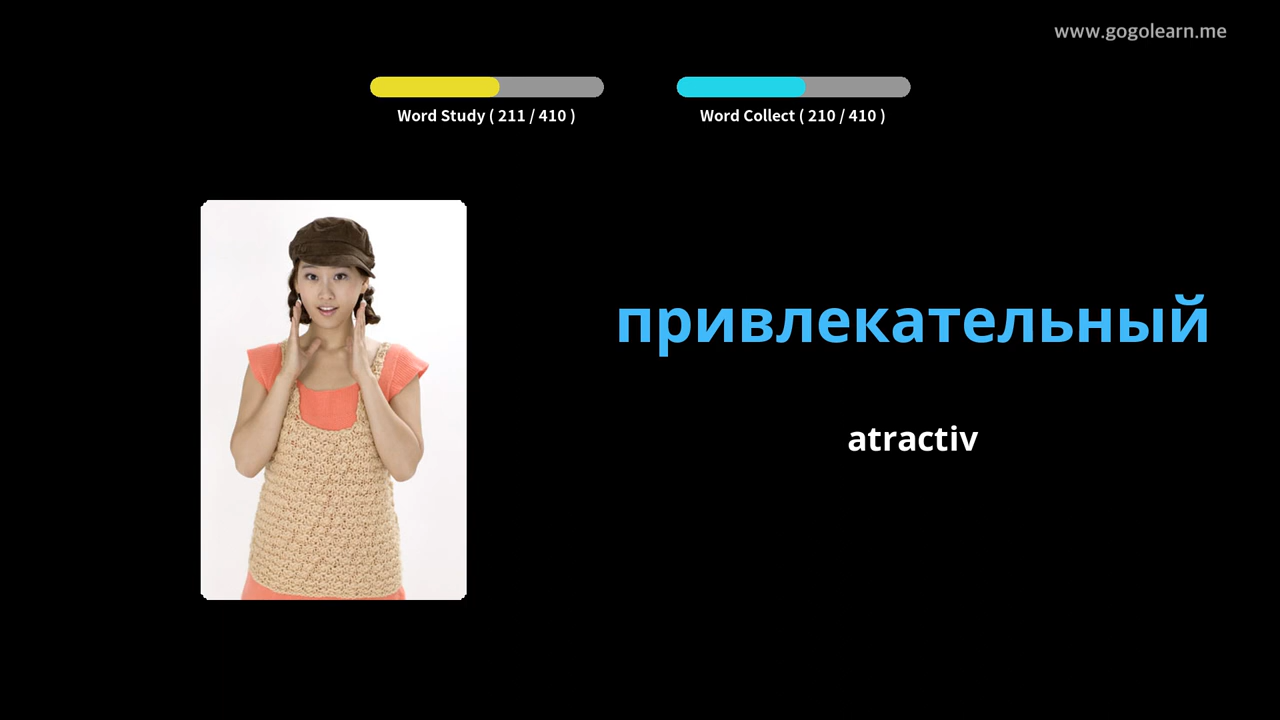 www.gogolearn.me
Word Study ( 211 / 410 )
Word Collect ( 210 / 410 )
привлекательный
atractiv